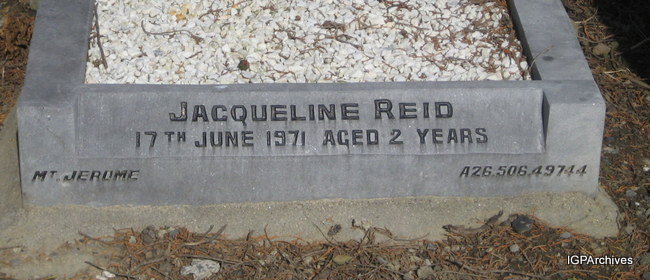 JACQUELINE REID
17TH JUNE 1971 AGED 2 YEARS
MT. JEROME A26.506.49744
IGPArchives